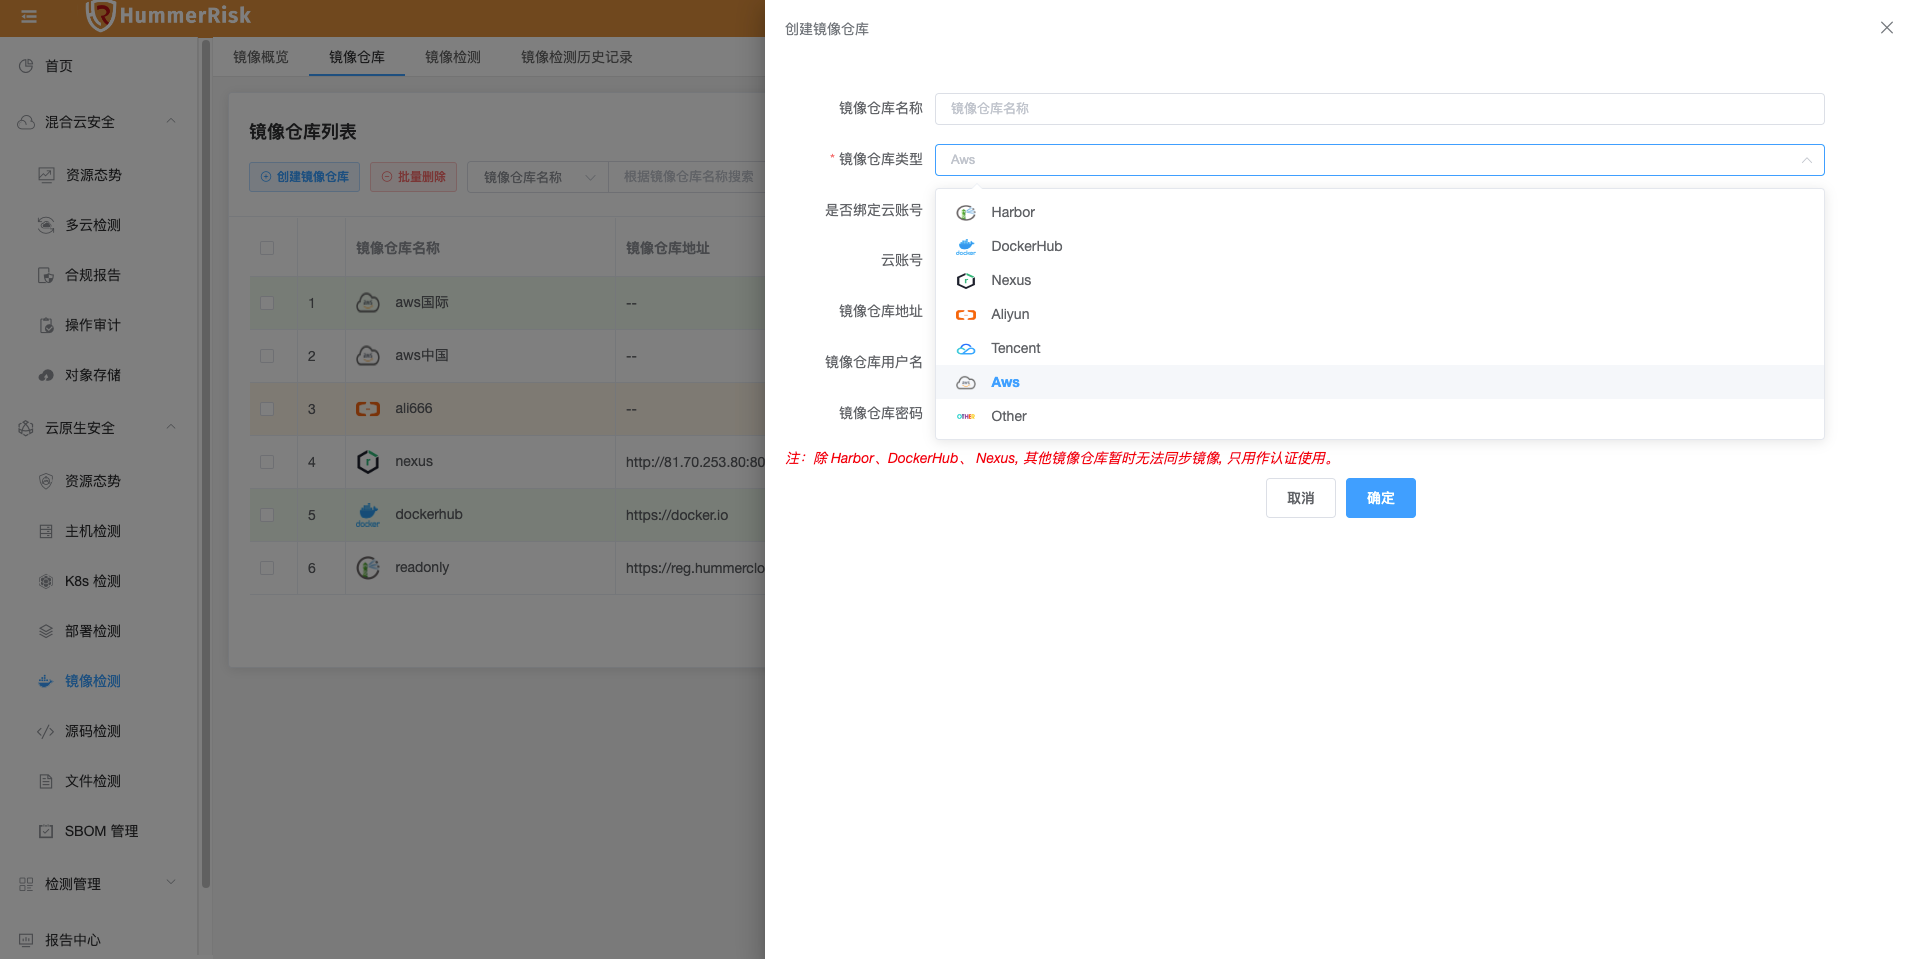 HummerRisk
首页
混合云安全
资源态势
多云检测
合规报告
操作审计
对象存储
云原生安全
资源态势
主机检测
K8s 检测
部署检测
镜像检测
源码检测
文件检测
SBOM 管理
检测管理
报告中心
镜像概览 镜像仓库 镜像检测 镜像检测历史记录
镜像仓库列表
创建镜像仓库 批量删除 镜像仓库名称 根据镜像仓库名称搜索
镜像仓库名称 镜像仓库地址
1 aws国际 --
2 aws中国 --
3 ali666 --
4 nexus http://81.70.253.80:80
5 dockerhub https://docker.io
6 readonly https://reg.hummerclo
创建镜像仓库
镜像仓库名称 镜像仓库名称
* 镜像仓库类型 Aws
是否绑定云账号
云账号
镜像仓库地址
镜像仓库用户名
镜像仓库密码
Harbor
DockerHub
Nexus
Aliyun
Tencent
Aws
Other
注：除 Harbor、DockerHub、 Nexus, 其他镜像仓库暂时无法同步镜像, 只用作认证使用。
取消 确定